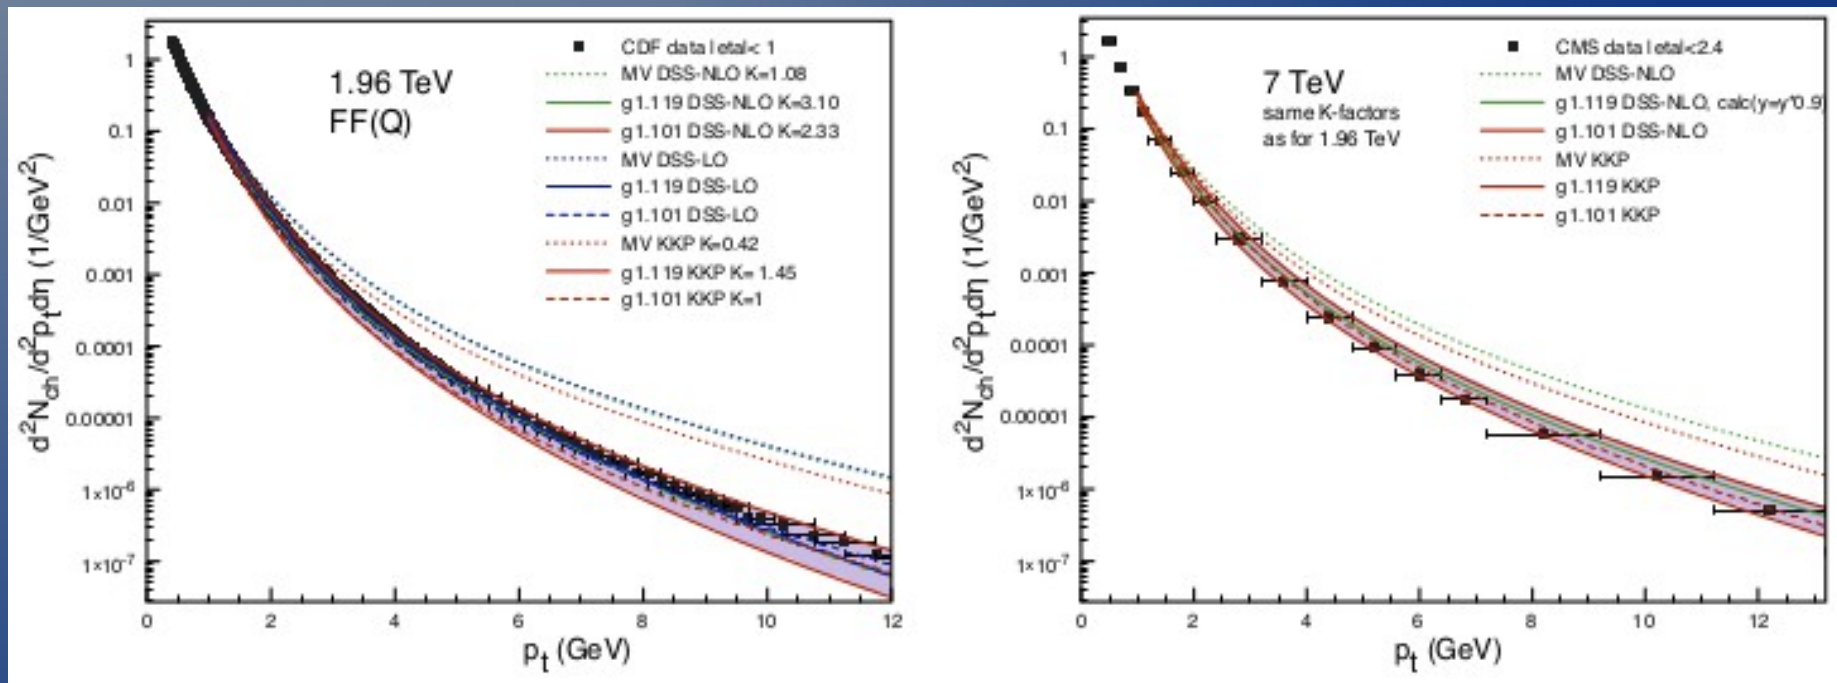 CDF data |eta|< 1
1.96 TeV
FF(Q)
MV DSS-NLO K=1.08
g1.119 DSS-NLO K=3.10
g1.101 DSS-NLO K=2.33
MV DSS-LO
g1.119 DSS-LO
g1.101 DSS-LO
MV KKP K=0.42
g1.119 KKP K= 1.45
g1.101 KKP K=1
d²N_ch/d²p_tdη (1/GeV²)
1
0.1
0.01
0.001
0.0001
0.00001
1×10⁻⁶
1×10⁻⁷
0 2 4 6 8 10 12
p_t (GeV)
CMS data |eta|<2.4
7 TeV
same K-factors
as for 1.96 TeV
MV DSS-NLO
g1.119 DSS-NLO, calc(y=y*0.9)
g1.101 DSS-NLO
MV KKP
g1.119 KKP
g1.101 KKP
d²N_ch/d²p_tdη (1/GeV²)
1
0.1
0.01
0.001
0.0001
0.00001
1×10⁻⁶
1×10⁻⁷
0 2 4 6 8 10 12
p_t (GeV)